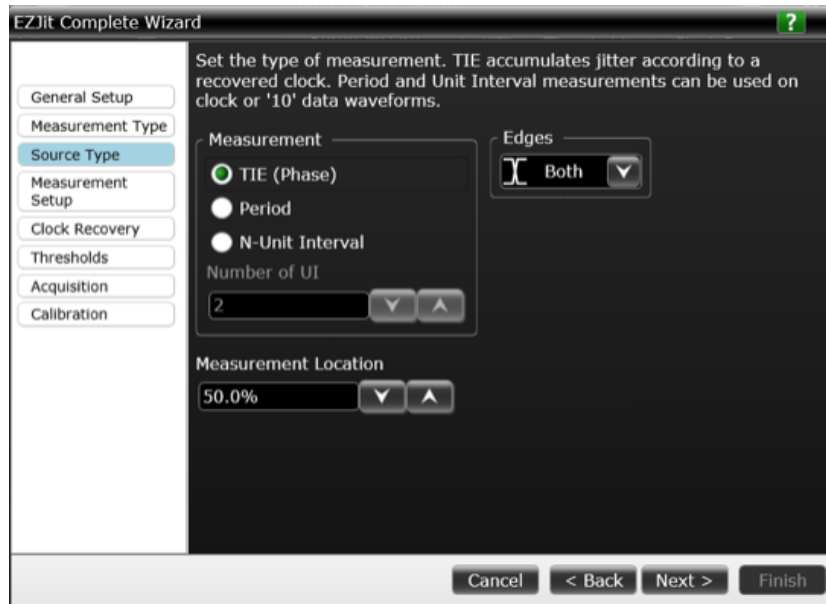 EZJit Complete Wizard
?
Set the type of measurement. TIE accumulates jitter according to a
recovered clock. Period and Unit Interval measurements can be used on
clock or '10' data waveforms.
General Setup
Measurement Type
Source Type
Measurement
Setup
Clock Recovery
Thresholds
Acquisition
Calibration
Measurement
TIE (Phase)
Period
N-Unit Interval
Number of UI
2
Edges
Both
Measurement Location
50.0%
Cancel
< Back
Next >
Finish